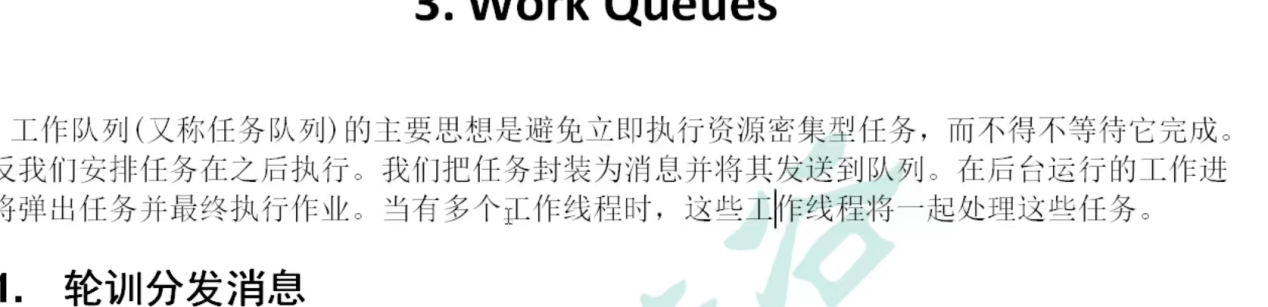 3. Work Queues
工作队列(又称任务队列)的主要思想是避免立即执行资源密集型任务，而不得不等待它完成。
反我们安排任务在之后执行。我们把任务封装为消息并将其发送到队列。在后台运行的工作进
将弹出任务并最终执行作业。当有多个工作线程时，这些工作线程将一起处理这些任务。
1. 轮训分发消息